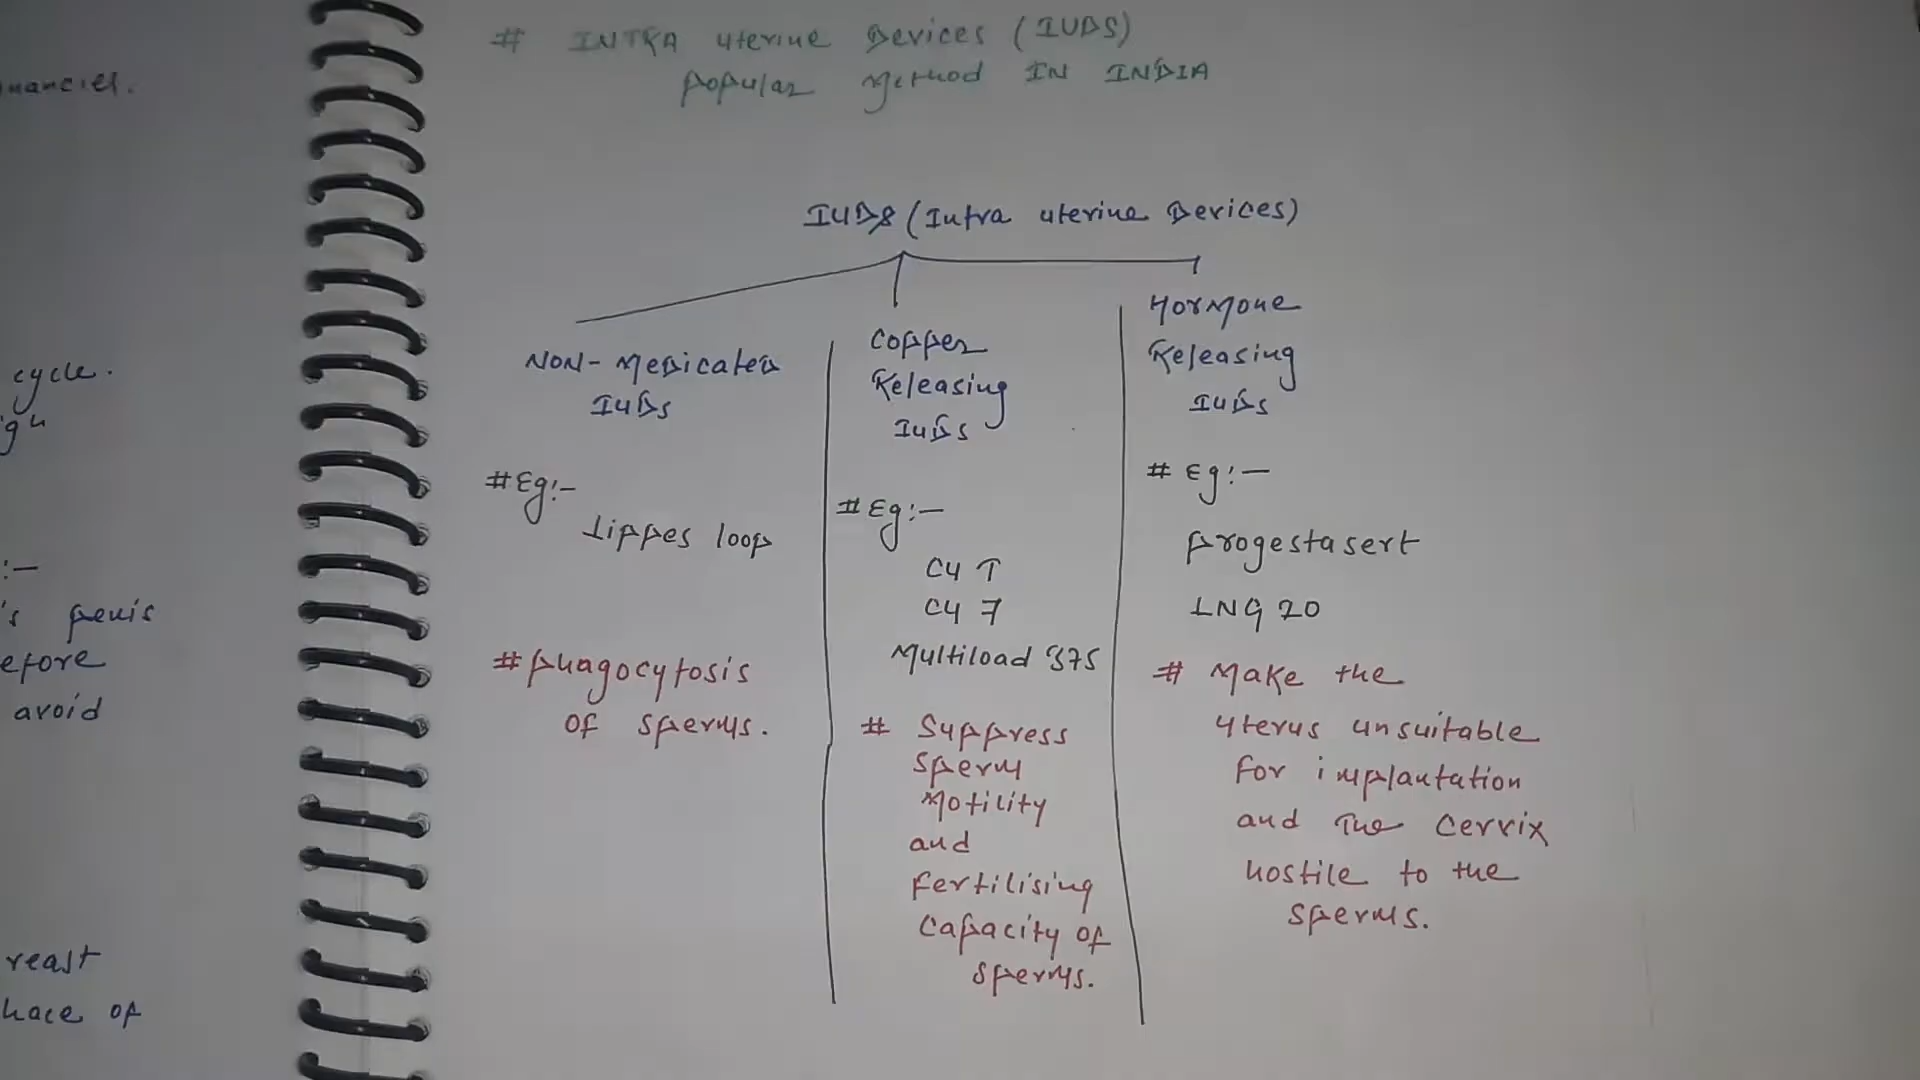 nancies.
cycle.
igh
:-
's penis
efore
avoid
reast
hace of
# INTRA uterine Devices (IUDS)
popular method IN INDIA
IUDs (Intra uterine Devices)
NON-Medicated
IUDs
#Eg:-
Lippes loop
#phagocytosis
of sperms.
Copper
Releasing
IUDs
#Eg:-
Cu T
Cu 7
Multiload 375
# Suppress
sperm
Motility
and
fertilising
capacity of
sperms.
Hormone
Releasing
IUDs
# Eg:-
progestasert
LNG 20
# Make the
uterus unsuitable
for implantation
and the cervix
hostile to the
sperms.